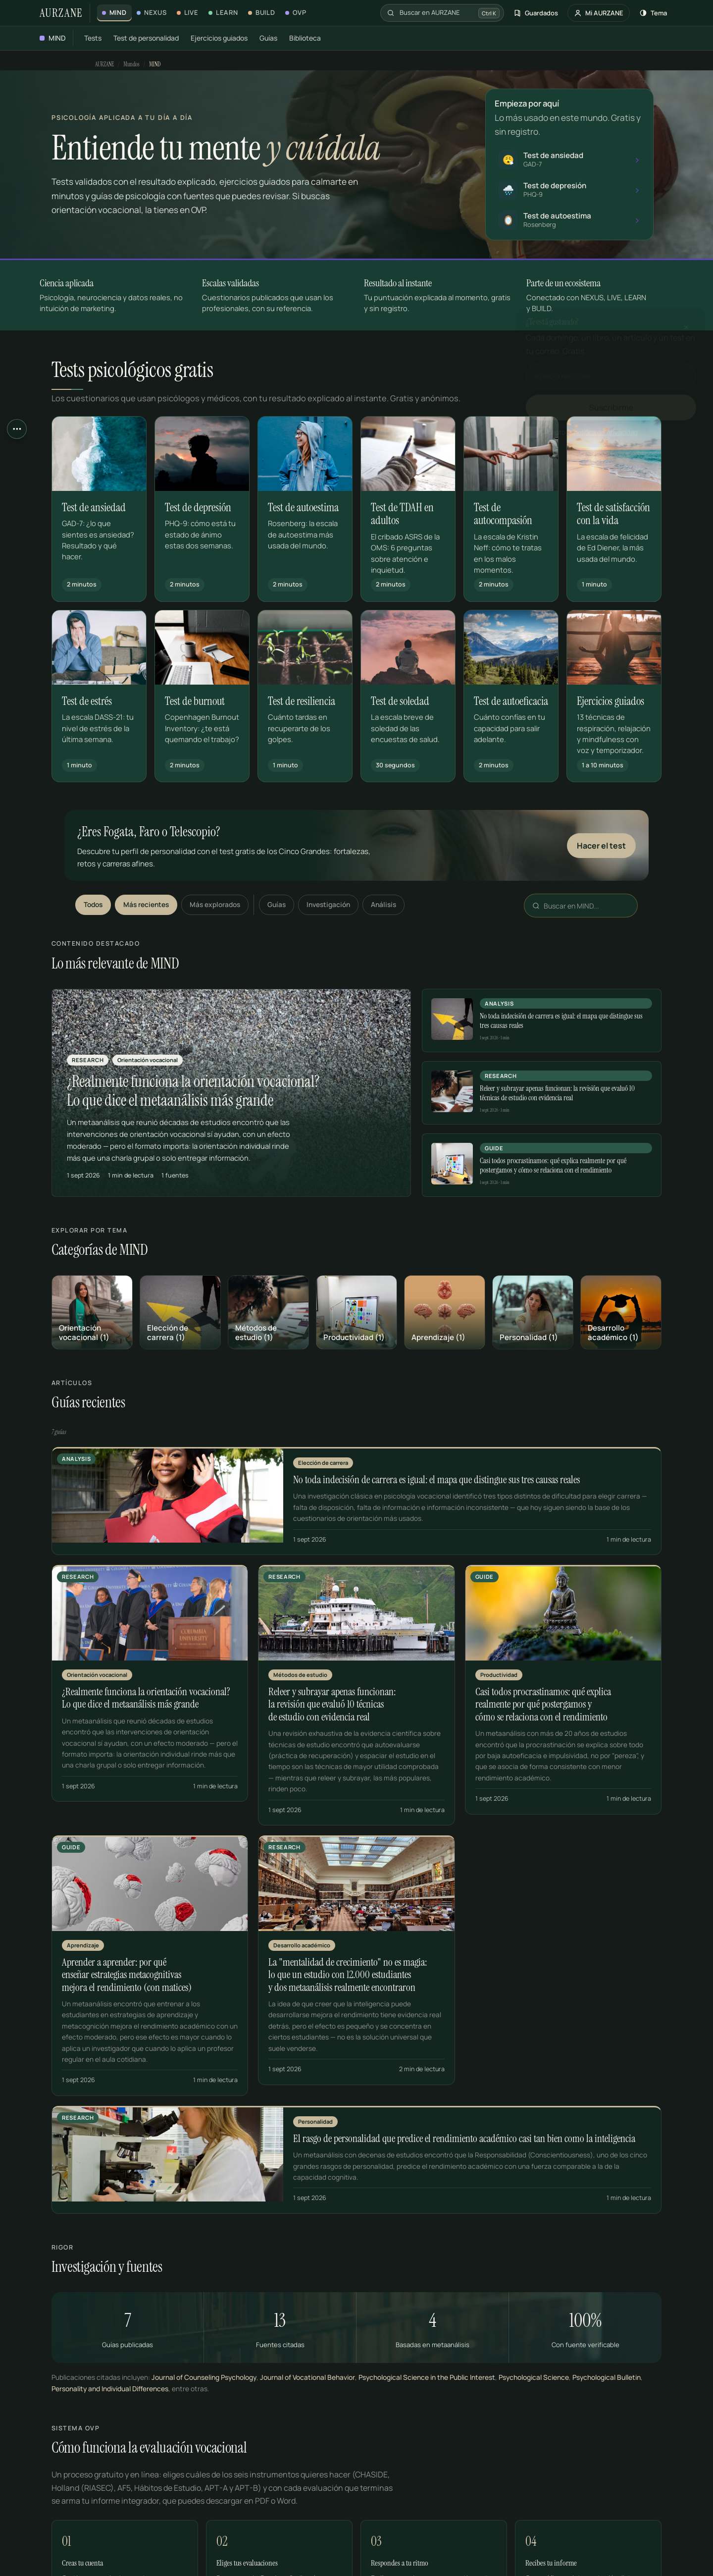 AURZANE
MIND
NEXUS
LIVE
LEARN
BUILD
OVP
Buscar en AURZANE
Ctrl K
Guardados
Mi AURZANE
Tema
MIND
Tests
Test de personalidad
Ejercicios guiados
Guías
Biblioteca
AURZANE
Mundos
MIND
PSICOLOGÍA APLICADA A TU DÍA A DÍA
Entiende tu mente y cuídala
Tests validados con el resultado explicado, ejercicios guiados para calmarte en
minutos y guías de psicología con fuentes que puedes revisar. Si buscas
orientación vocacional, la tienes en OVP.
Empieza por aquí
Lo más usado en este mundo. Gratis y
sin registro.
Test de ansiedad
GAD-7
Test de depresión
PHQ-9
Test de autoestima
Rosenberg
Ciencia aplicada
Psicología, neurociencia y datos reales, no
intuición de marketing.
Escalas validadas
Cuestionarios publicados que usan los
profesionales, con su referencia.
Resultado al instante
Tu puntuación explicada al momento, gratis
y sin registro.
Parte de un ecosistema
Conectado con NEXUS, LIVE, LEARN
y BUILD.
Tests psicológicos gratis
Los cuestionarios que usan psicólogos y médicos, con tu resultado explicado al instante. Gratis y anónimos.
Test de ansiedad
GAD-7: ¿lo que
sientes es ansiedad?
Resultado y qué
hacer.
2 minutos
Test de depresión
PHQ-9: cómo está tu
estado de ánimo
estas dos semanas.
2 minutos
Test de autoestima
Rosenberg: la escala
de autoestima más
usada del mundo.
2 minutos
Test de TDAH en
adultos
El cribado ASRS de la
OMS: 6 preguntas
sobre atención e
inquietud.
2 minutos
Test de
autocompasión
La escala de Kristin
Neff: cómo te tratas
en los malos
momentos.
2 minutos
Test de satisfacción
con la vida
La escala de felicidad
de Ed Diener, la más
usada del mundo.
1 minuto
Test de estrés
La escala DASS-21: tu
nivel de estrés de la
última semana.
1 minuto
Test de burnout
Copenhagen Burnout
Inventory: ¿te está
quemando el trabajo?
2 minutos
Test de resiliencia
Cuánto tardas en
recuperarte de los
golpes.
1 minuto
Test de soledad
La escala breve de
soledad de las
encuestas de salud.
30 segundos
Test de autoeficacia
Cuánto confías en tu
capacidad para salir
adelante.
2 minutos
Ejercicios guiados
13 técnicas de
respiración, relajación
y mindfulness con
voz y temporizador.
1 a 10 minutos
¿Eres Fogata, Faro o Telescopio?
Descubre tu perfil de personalidad con el test gratis de los Cinco Grandes: fortalezas,
retos y carreras afines.
Hacer el test
Todos
Más recientes
Más explorados
Guías
Investigación
Análisis
Buscar en MIND...
CONTENIDO DESTACADO
Lo más relevante de MIND
RESEARCH
Orientación vocacional
¿Realmente funciona la orientación vocacional?
Lo que dice el metaanálisis más grande
Un metaanálisis que reunió décadas de estudios encontró que las
intervenciones de orientación vocacional sí ayudan, con un efecto
moderado — pero el formato importa: la orientación individual rinde
más que una charla grupal o solo entregar información.
1 sept 2026
1 min de lectura
1 fuentes
ANALYSIS
No toda indecisión de carrera es igual: el mapa que distingue sus
tres causas reales
1 sept 2026 · 1 min
RESEARCH
Releer y subrayar apenas funcionan: la revisión que evaluó 10
técnicas de estudio con evidencia real
1 sept 2026 · 1 min
GUIDE
Casi todos procrastinamos: qué explica realmente por qué
postergamos y cómo se relaciona con el rendimiento
1 sept 2026 · 1 min
EXPLORAR POR TEMA
Categorías de MIND
Orientación
vocacional (1)
Elección de
carrera (1)
Métodos de
estudio (1)
Productividad (1)
Aprendizaje (1)
Personalidad (1)
Desarrollo
académico (1)
ARTÍCULOS
Guías recientes
7 guías
ANALYSIS
Elección de carrera
No toda indecisión de carrera es igual: el mapa que distingue sus tres causas reales
Una investigación clásica en psicología vocacional identificó tres tipos distintos de dificultad para elegir carrera —
falta de disposición, falta de información e información inconsistente — que hoy siguen siendo la base de los
cuestionarios de orientación más usados.
1 sept 2026
1 min de lectura
RESEARCH
Orientación vocacional
¿Realmente funciona la orientación vocacional?
Lo que dice el metaanálisis más grande
Un metaanálisis que reunió décadas de estudios
encontró que las intervenciones de orientación
vocacional sí ayudan, con un efecto moderado — pero el
formato importa: la orientación individual rinde más que
una charla grupal o solo entregar información.
1 sept 2026
1 min de lectura
RESEARCH
Métodos de estudio
Releer y subrayar apenas funcionan:
la revisión que evaluó 10 técnicas
de estudio con evidencia real
Una revisión exhaustiva de la evidencia científica sobre
técnicas de estudio encontró que autoevaluarse
(práctica de recuperación) y espaciar el estudio en el
tiempo son las técnicas de mayor utilidad comprobada
— mientras que releer y subrayar, las más populares,
rinden poco.
1 sept 2026
1 min de lectura
GUIDE
Productividad
Casi todos procrastinamos: qué explica
realmente por qué postergamos y
cómo se relaciona con el rendimiento
Un metaanálisis con más de 20 años de estudios
encontró que la procrastinación se explica sobre todo
por baja autoeficacia e impulsividad, no por "pereza", y
que se asocia de forma consistente con menor
rendimiento académico.
1 sept 2026
1 min de lectura
GUIDE
Aprendizaje
Aprender a aprender: por qué
enseñar estrategias metacognitivas
mejora el rendimiento (con matices)
Un metaanálisis encontró que entrenar a los
estudiantes en estrategias de aprendizaje y
metacognición mejora el rendimiento académico con un
efecto moderado, pero ese efecto es mayor cuando lo
aplica un investigador que cuando lo aplica un profesor
regular en el aula cotidiana.
1 sept 2026
1 min de lectura
RESEARCH
Desarrollo académico
La "mentalidad de crecimiento" no es magia:
lo que un estudio con 12.000 estudiantes
y dos metaanálisis realmente encontraron
La idea de que creer que la inteligencia puede
desarrollarse mejora el rendimiento tiene evidencia real
detrás, pero el efecto es pequeño y se concentra en
ciertos estudiantes — no es la solución universal que
suele venderse.
1 sept 2026
2 min de lectura
RESEARCH
Personalidad
El rasgo de personalidad que predice el rendimiento académico casi tan bien como la inteligencia
Un metaanálisis con decenas de estudios encontró que la Responsabilidad (Conscientiousness), uno de los cinco
grandes rasgos de personalidad, predice el rendimiento académico con una fuerza comparable a la de la
capacidad cognitiva.
1 sept 2026
1 min de lectura
RIGOR
Investigación y fuentes
7
Guías publicadas
13
Fuentes citadas
4
Basadas en metaanálisis
100%
Con fuente verificable
Publicaciones citadas incluyen: Journal of Counseling Psychology, Journal of Vocational Behavior, Psychological Science in the Public Interest, Psychological Science, Psychological Bulletin,
Personality and Individual Differences, entre otras.
SISTEMA OVP
Cómo funciona la evaluación vocacional
Un proceso gratuito y en línea: eliges cuáles de los seis instrumentos quieres hacer (CHASIDE,
Holland (RIASEC), AF5, Hábitos de Estudio, APT-A y APT-B) y con cada evaluación que terminas
se arma tu informe integrador, que puedes descargar en PDF o Word.
01
Creas tu cuenta
02
Eliges tus evaluaciones
03
Respondes a tu ritmo
04
Recibes tu informe